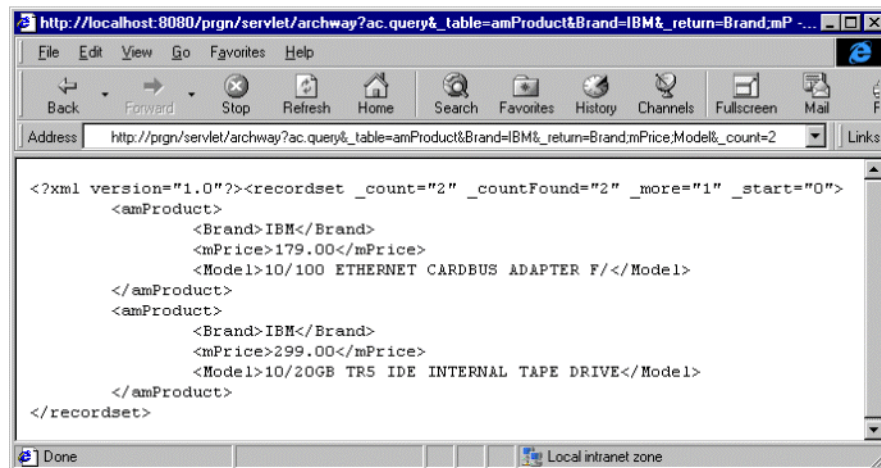 http://localhost:8080/prgn/servlet/archway?ac.query&_table=amProduct&Brand=IBM&_return=Brand;mP -...
File Edit View Go Favorites Help
Back Forward Stop Refresh Home Search Favorites History Channels Fullscreen Mail
Address http://prgn/servlet/archway?ac.query&_table=amProduct&Brand=IBM&_return=Brand;mPrice;Model&_count=2 Links
<?xml version="1.0"?><recordset _count="2" _countFound="2" _more="1" _start="0">
<amProduct>
<Brand>IBM</Brand>
<mPrice>179.00</mPrice>
<Model>10/100 ETHERNET CARDBUS ADAPTER F/</Model>
</amProduct>
<amProduct>
<Brand>IBM</Brand>
<mPrice>299.00</mPrice>
<Model>10/20GB TR5 IDE INTERNAL TAPE DRIVE</Model>
</amProduct>
</recordset>
Done Local intranet zone